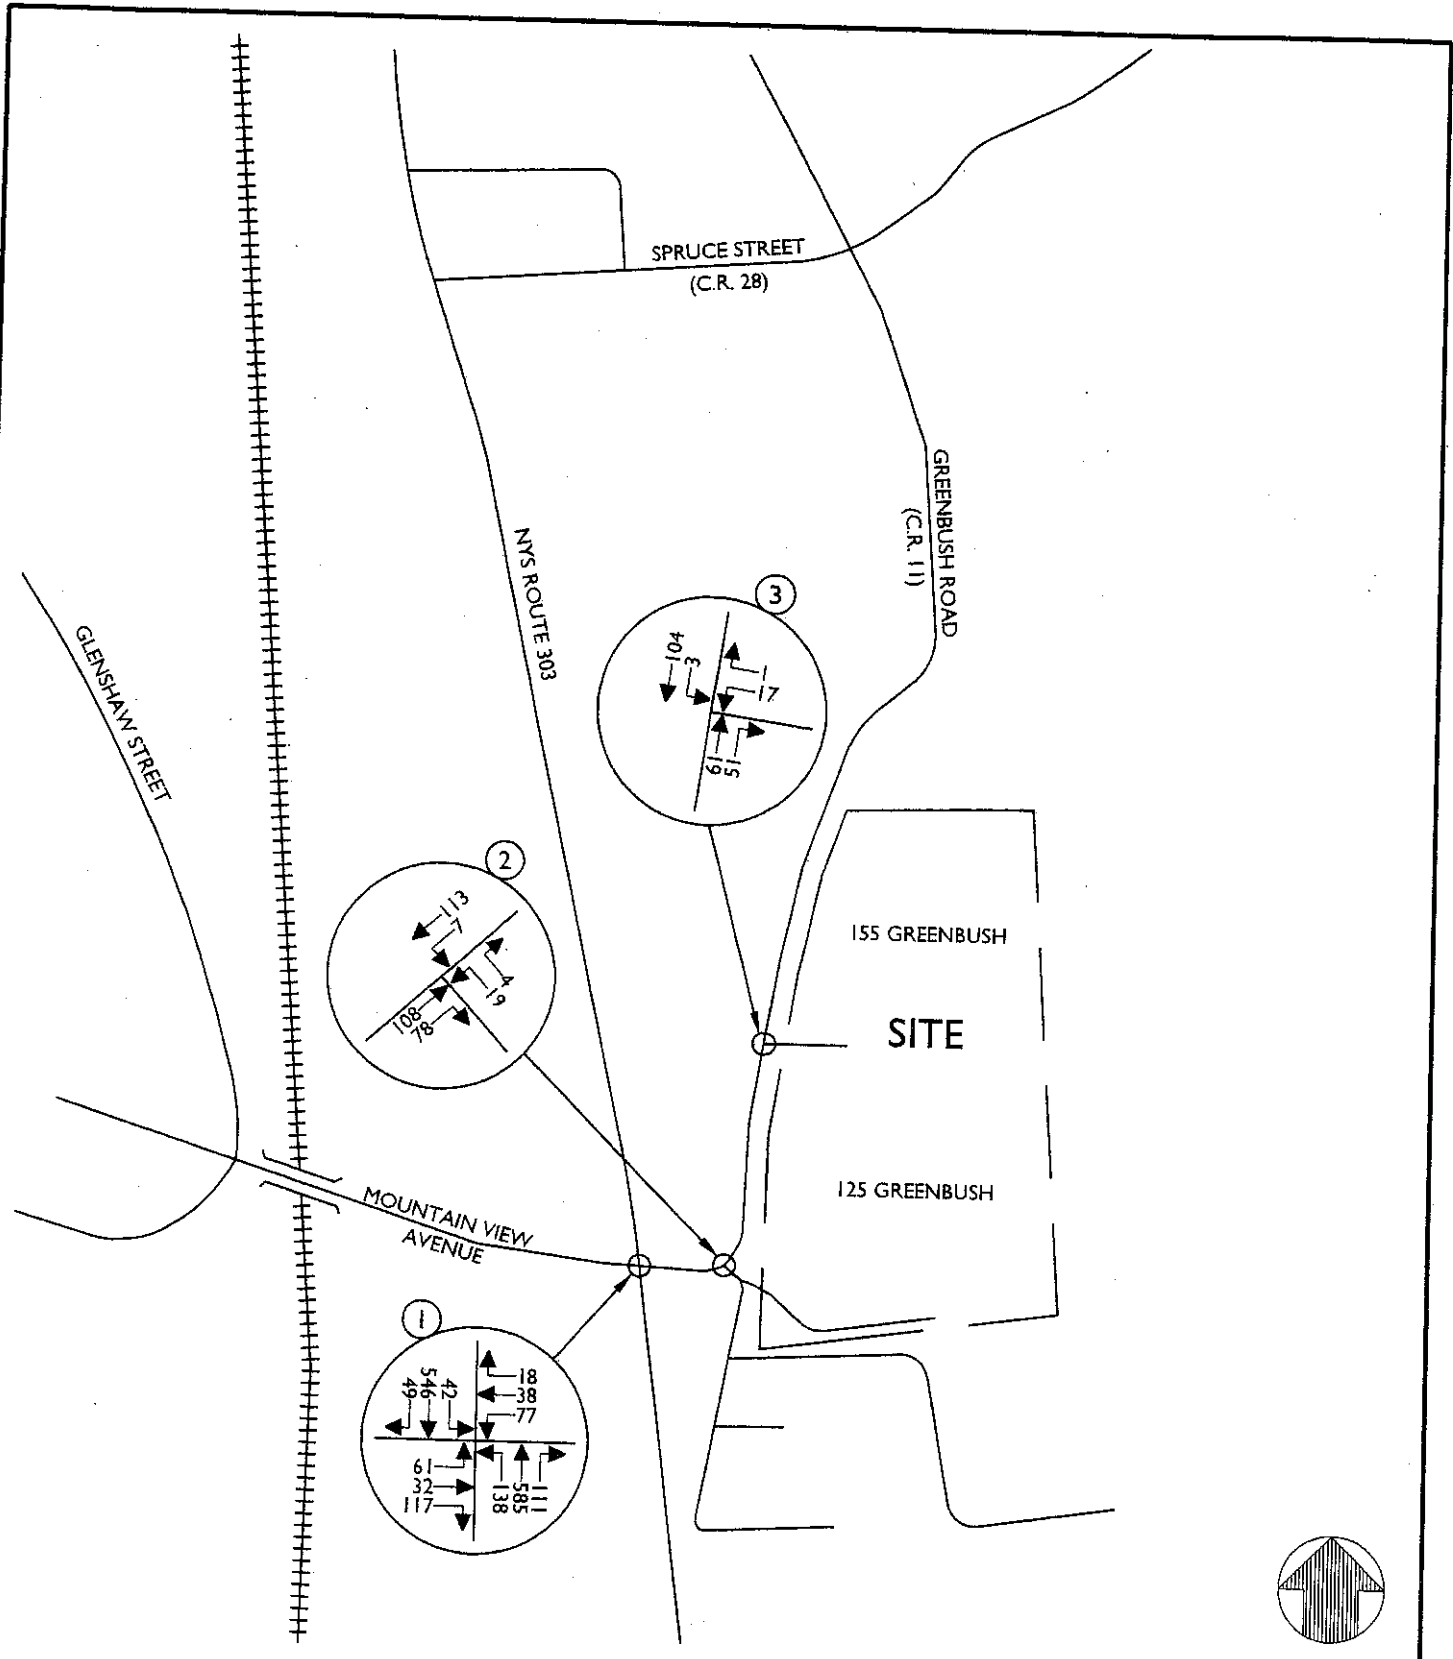 SPRUCE STREET
(C.R. 28)
GREENBUSH ROAD
(C.R. 11)
NYS ROUTE 303
GLENSHAW STREET
3
104
3
1
17
61
51
2
113
7
4
19
108
78
155 GREENBUSH
SITE
125 GREENBUSH
MOUNTAIN VIEW
AVENUE
1
49
546
42
18
38
77
61
32
117
138
585
111